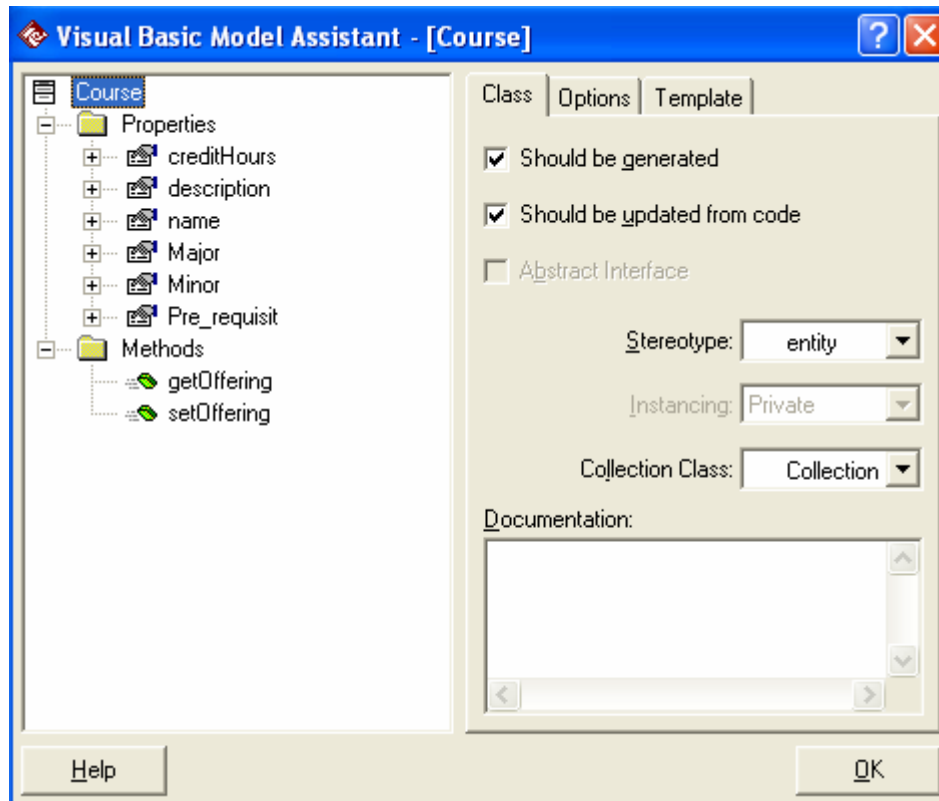 Visual Basic Model Assistant - [Course]
Course
Properties
creditHours
description
name
Major
Minor
Pre_requisit
Methods
getOffering
setOffering
Class Options Template
Should be generated
Should be updated from code
Abstract Interface
Stereotype: entity
Instancing: Private
Collection Class: Collection
Documentation:
Help
OK